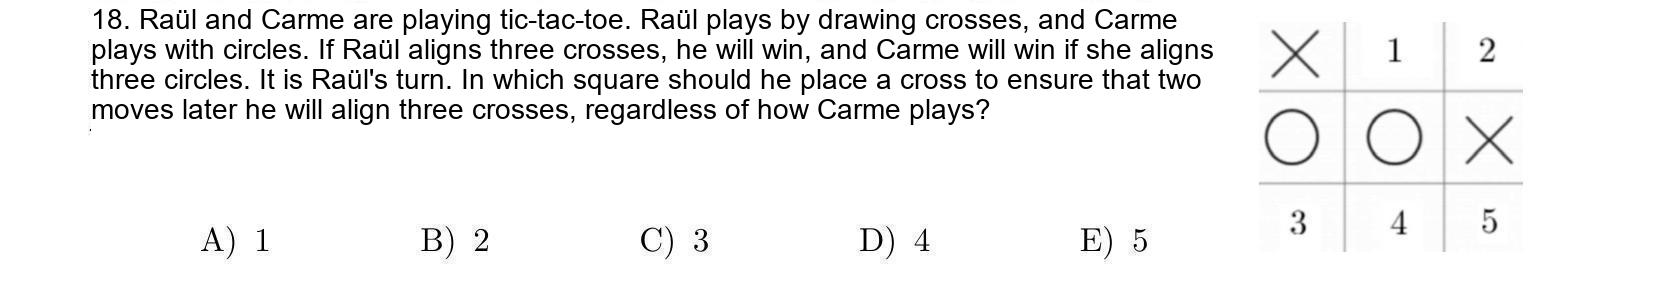 18. Raül and Carme are playing tic-tac-toe. Raül plays by drawing crosses, and Carme
plays with circles. If Raül aligns three crosses, he will win, and Carme will win if she aligns
three circles. It is Raül's turn. In which square should he place a cross to ensure that two
moves later he will align three crosses, regardless of how Carme plays?
1 2
3 4 5
A) 1 B) 2 C) 3 D) 4 E) 5